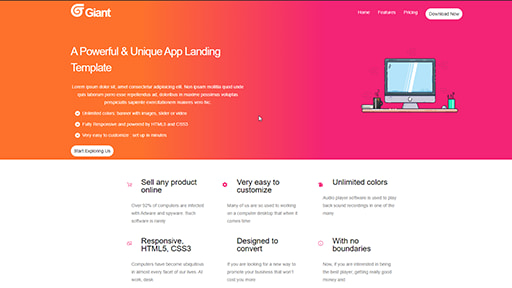 Giant
Home Features Pricing Download Now
A Powerful & Unique App Landing
Template
Lorem ipsum dolor sit, amet consectetur adipisicing elit. Non ipsum mollitia quod unde
quis laborum porro esse repellendus ad, doloribus in maxime possimus voluptas
perspiciatis sapiente exercitationem maiores vero hic.
Unlimited colors, banner with images, slider or video
Fully Responsive and powered by HTML5 and CSS3
Very easy to customize set up in minutes
Start Exploring Us
Sell any product
online
Over 92% of computers are infected
with Adware and spyware. Such
software is rarely
Very easy to
customize
Many of us are so used to working
on a computer desktop that when it
comes time
Unlimited colors
Audio player software is used to play
back sound recordings in one of the
many
Responsive,
HTML5, CSS3
Computers have become ubiquitous
in almost every facet of our lives. At
work, desk
Designed to
convert
If you are looking for a new way to
promote your business that won't
cost you more
With no
boundaries
Now, if you are interested in being
the best player, getting really good
money and